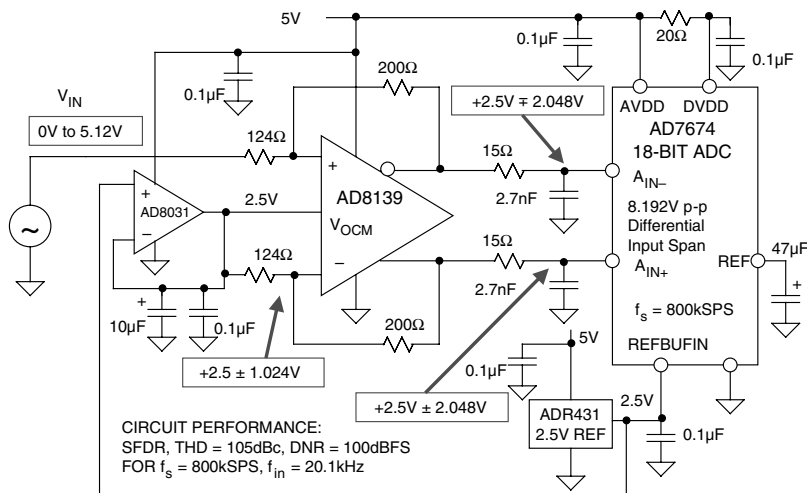 5V
20Ω
0.1µF
0.1µF
0.1µF
200Ω
V_IN
0V to 5.12V
+2.5V ∓ 2.048V
AVDD DVDD
AD7674
18-BIT ADC
124Ω
15Ω
A_IN–
+
+
AD8031
–
2.5V
AD8139
V_OCM
–
2.7nF
8.192V p-p
Differential
Input Span
~
124Ω
15Ω
A_IN+
REF
47µF
+
+
10µF
0.1µF
200Ω
2.7nF
f_s = 800kSPS
+2.5 ± 1.024V
5V
0.1µF
REFBUFIN
+2.5V ± 2.048V
2.5V
ADR431
2.5V REF
0.1µF
CIRCUIT PERFORMANCE:
SFDR, THD = 105dBc, DNR = 100dBFS
FOR f_s = 800kSPS, f_in = 20.1kHz